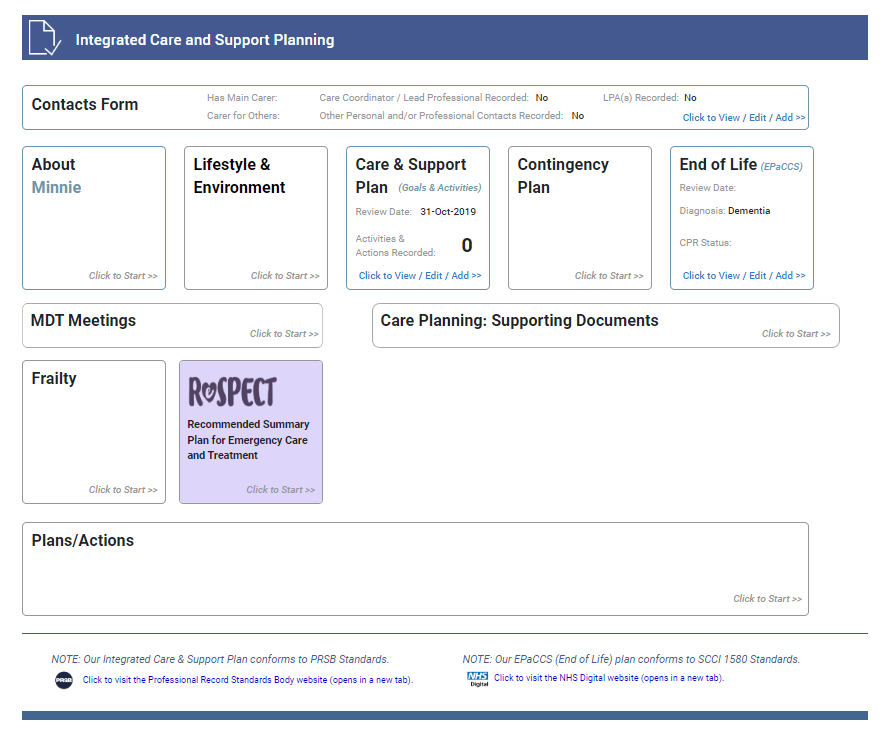 Integrated Care and Support Planning
Contacts Form
Has Main Carer:
Care Coordinator / Lead Professional Recorded: No
LPA(s) Recorded: No
Carer for Others:
Other Personal and/or Professional Contacts Recorded: No
Click to View / Edit / Add >>
About
Minnie
Click to Start >>
Lifestyle &
Environment
Click to Start >>
Care & Support
Plan (Goals & Activities)
Review Date: 31-Oct-2019
Activities &
Actions Recorded: 0
Click to View / Edit / Add >>
Contingency
Plan
Click to Start >>
End of Life (EPaCCS)
Review Date:
Diagnosis: Dementia
CPR Status:
Click to View / Edit / Add >>
MDT Meetings
Click to Start >>
Care Planning: Supporting Documents
Click to Start >>
Frailty
Click to Start >>
ReSPECT
Recommended Summary
Plan for Emergency Care
and Treatment
Click to Start >>
Plans/Actions
Click to Start >>
NOTE: Our Integrated Care & Support Plan conforms to PRSB Standards.
PRSB
Click to visit the Professional Record Standards Body website (opens in a new tab).
NOTE: Our EPaCCS (End of Life) plan conforms to SCCI 1580 Standards.
NHS
Digital
Click to visit the NHS Digital website (opens in a new tab).